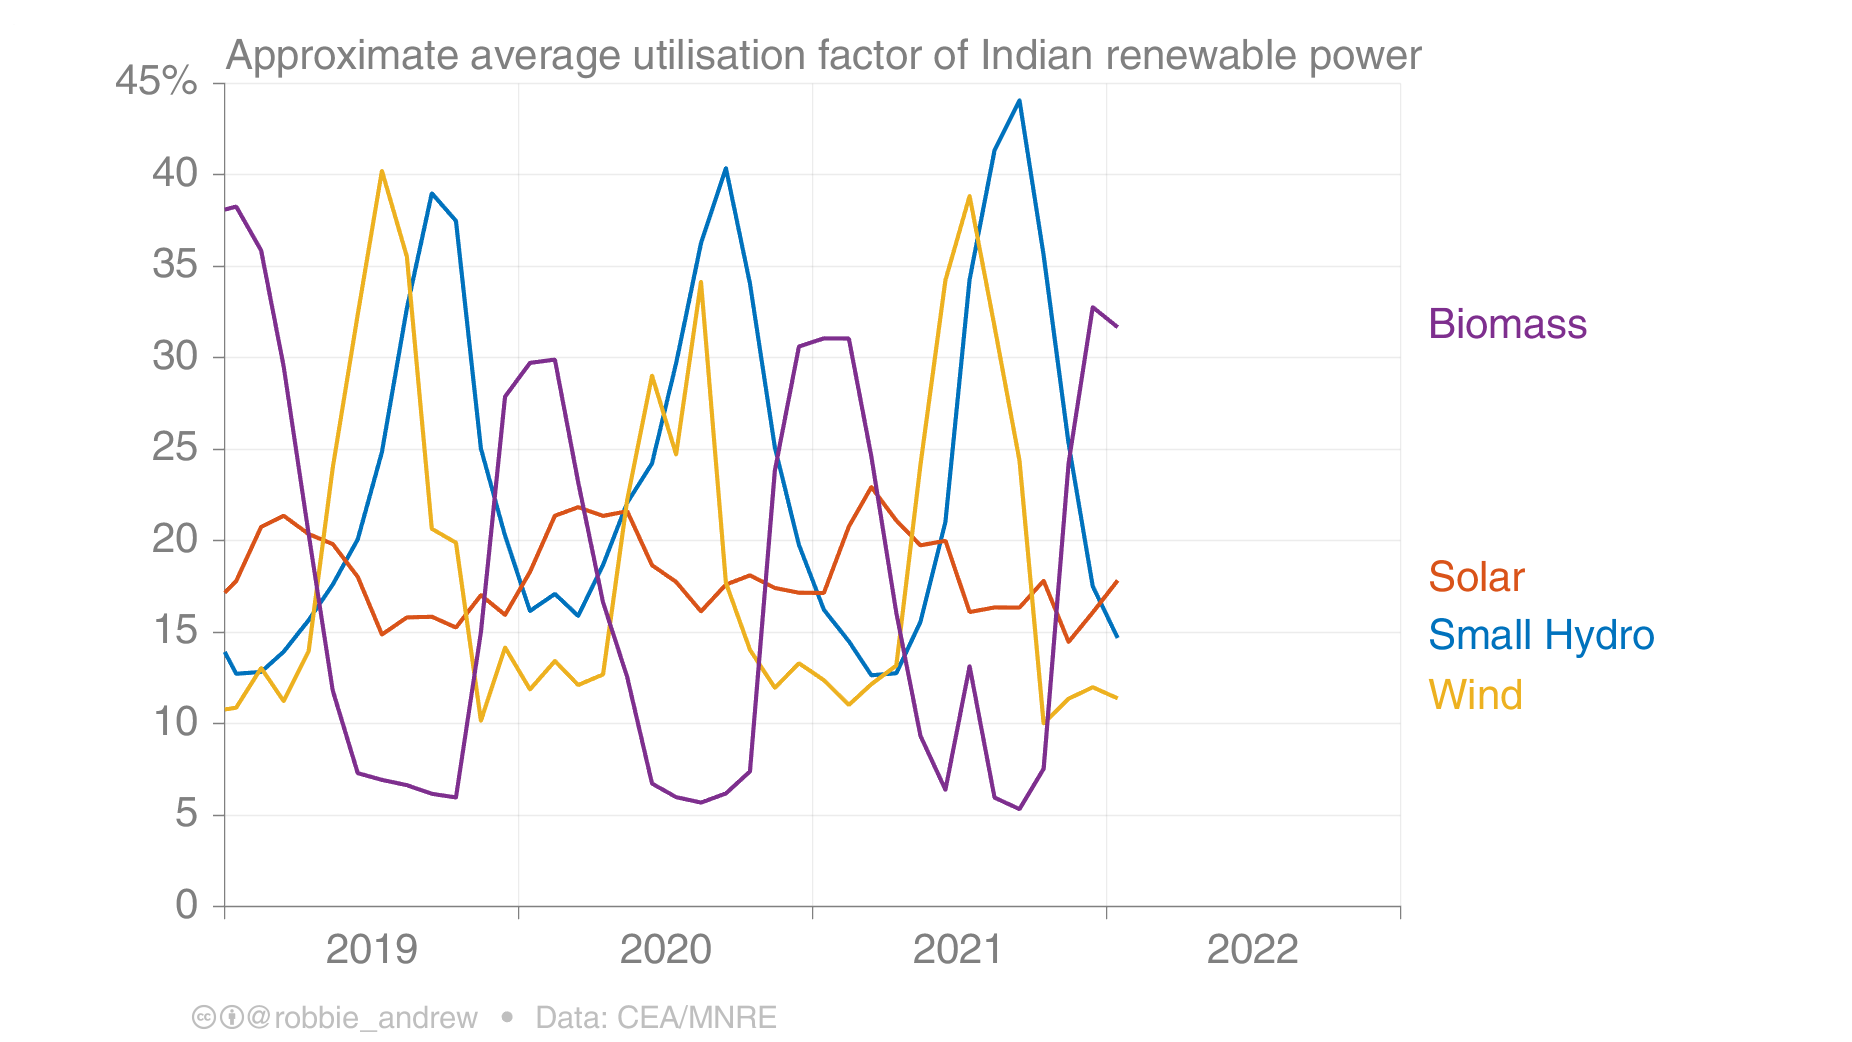 Approximate average utilisation factor of Indian renewable power
45%
40
35
30
25
20
15
10
5
0
2019 2020 2021 2022
Biomass
Solar
Small Hydro
Wind
@robbie_andrew • Data: CEA/MNRE